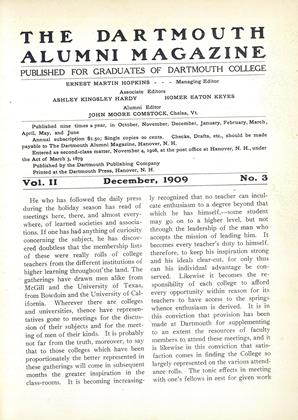 THE DARTMOUTH
ALUMNI MAGAZINE
PUBLISHED FOR GRADUATES OF DARTMOUTH COLLEGE
ERNEST MARTIN HOPKINS - - - Managing Editor
Associate Editors
ASHLEY KINGSLEY HARDY HOMER EATON KEYES
Alumni Editor
JOHN MOORE COMSTOCK, Chelsea, Vt.
Published nine times a year, in October, November, December, January, February, March,
April, May, and June
Annual subscription $1.50; Single copies 20 cents. Checks, Drafts, etc., should be made
payable to The Dartmouth Alumni Magazine, Hanover, N. H.
Entered as second-class matter, November 4, 1908, at the post office at Hanover, N. H., under
the Act of March 3, 1879
Published by the Dartmouth Publishing Company
Printed at the Dartmouth Press, Hanover, N. H.
Vol. II December, 1909 No. 3
He who has followed the daily press
during the holiday season has read of
meetings here, there, and almost every-
where, of learned societies and associa-
tions. If one has had anything of curiosity
concerning the subject, he has discov-
ered doubtless that the membership lists
of these were really rolls of college
teachers from the different institutions of
higher learning throughout the land. The
gatherings have drawn men alike from
McGill and the University of Texas,
from Bowdoin and the University of Cal-
ifornia. Wherever there are colleges
and universities, thence have represen-
tatives gone to meetings for the discus-
sion of their subjects and for the meet-
ing of men of their kinds. It is probably
not far from the truth, moreover, to say
that to those colleges which have been
proportionately the better represented in
these gatherings will come in subsequent
months the greater inspiration in the
class-rooms. It is becoming increasing-
ly recognized that no teacher can incul-
cate enthusiasm to a degree beyond that
which he has himself,—some student
may go on to a higher level, but not
through the leadership of the man who
accepts the mission of leading him. It
becomes every teacher's duty to himself,
therefore, to keep his inspiration strong
and his ideals clear-cut, for only thus
can his individual advantage be con-
served. Likewise it becomes the re-
sponsibility of each college to afford
every opportunity within reason for its
teachers to have access to the springs
whence enthusiasm is derived. It is in
this conviction that provision has been
made at Dartmouth for supplementing
to an extent the resources of faculty
members to attend these meetings, and it
is likewise in this conviction that satis-
faction comes in finding the College so
largely represented on the various attend-
ance rolls. The tonic effects in meeting
with one's fellows in zest for given work